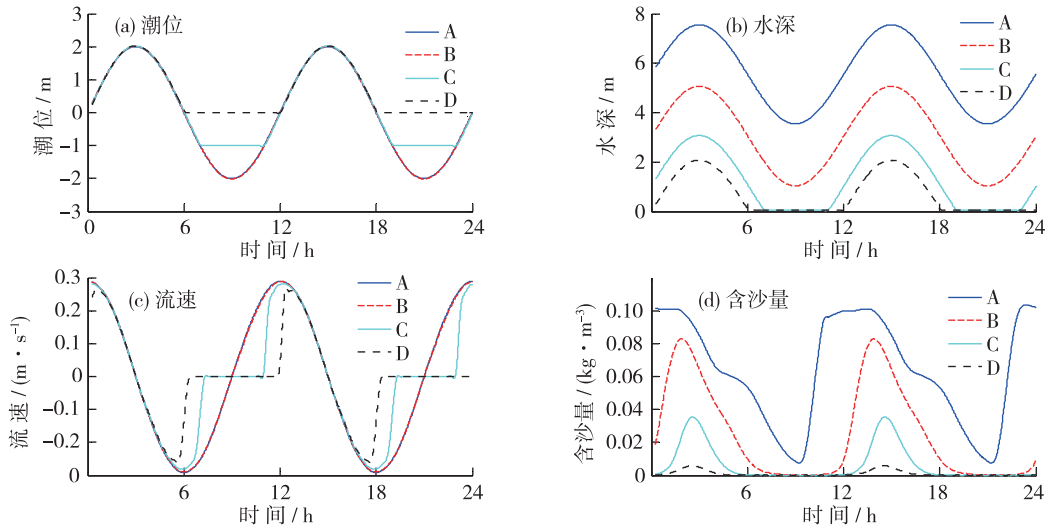 (a) 潮位
3
2
1
0
−1
−2
−3
潮 位 / m
A
B
C
D
0 6 12 18 24
时 间 / h
(b) 水深
8
6
4
2
0
水 深 / m
A
B
C
D
6 12 18 24
时 间 / h
(c) 流速
0.3
0.2
0.1
0
−0.1
−0.2
0
流 速 / (m·s⁻¹)
A
B
C
D
6 12 18 24
时 间 / h
(d) 含沙量
0.10
0.08
0.06
0.04
0.02
0
含沙量 / (kg·m⁻³)
A
B
C
D
6 12 18 24
时 间 / h